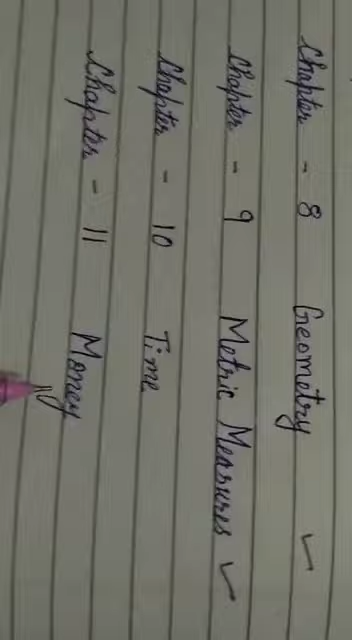 Chapter - 8 Geometry ✓
Chapter - 9 Metric Measures ✓
Chapter - 10 Time
Chapter - 11 Money